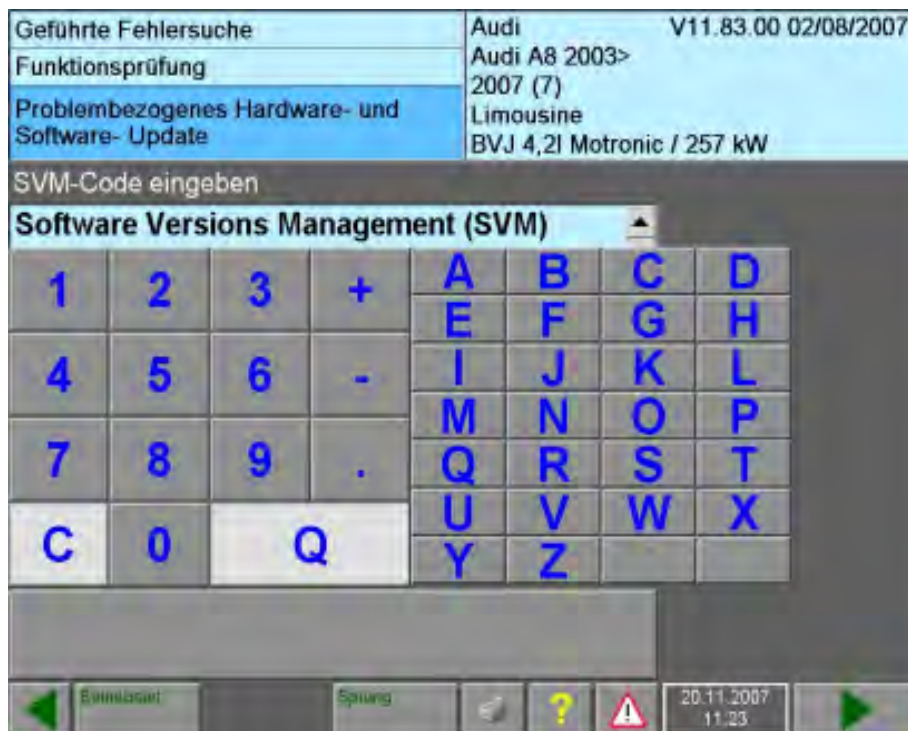 Geführte Fehlersuche
Funktionsprüfung
Problembezogenes Hardware- und
Software- Update
Audi V11.83.00 02/08/2007
Audi A8 2003>
2007 (7)
Limousine
BVJ 4,2l Motronic / 257 kW
SVM-Code eingeben
Software Versions Management (SVM)
1 2 3 +
4 5 6 -
7 8 9 .
C 0 Q
A B C D
E F G H
I J K L
M N O P
Q R S T
U V W X
Y Z
Sprung
?
!
20.11.2007
11:23